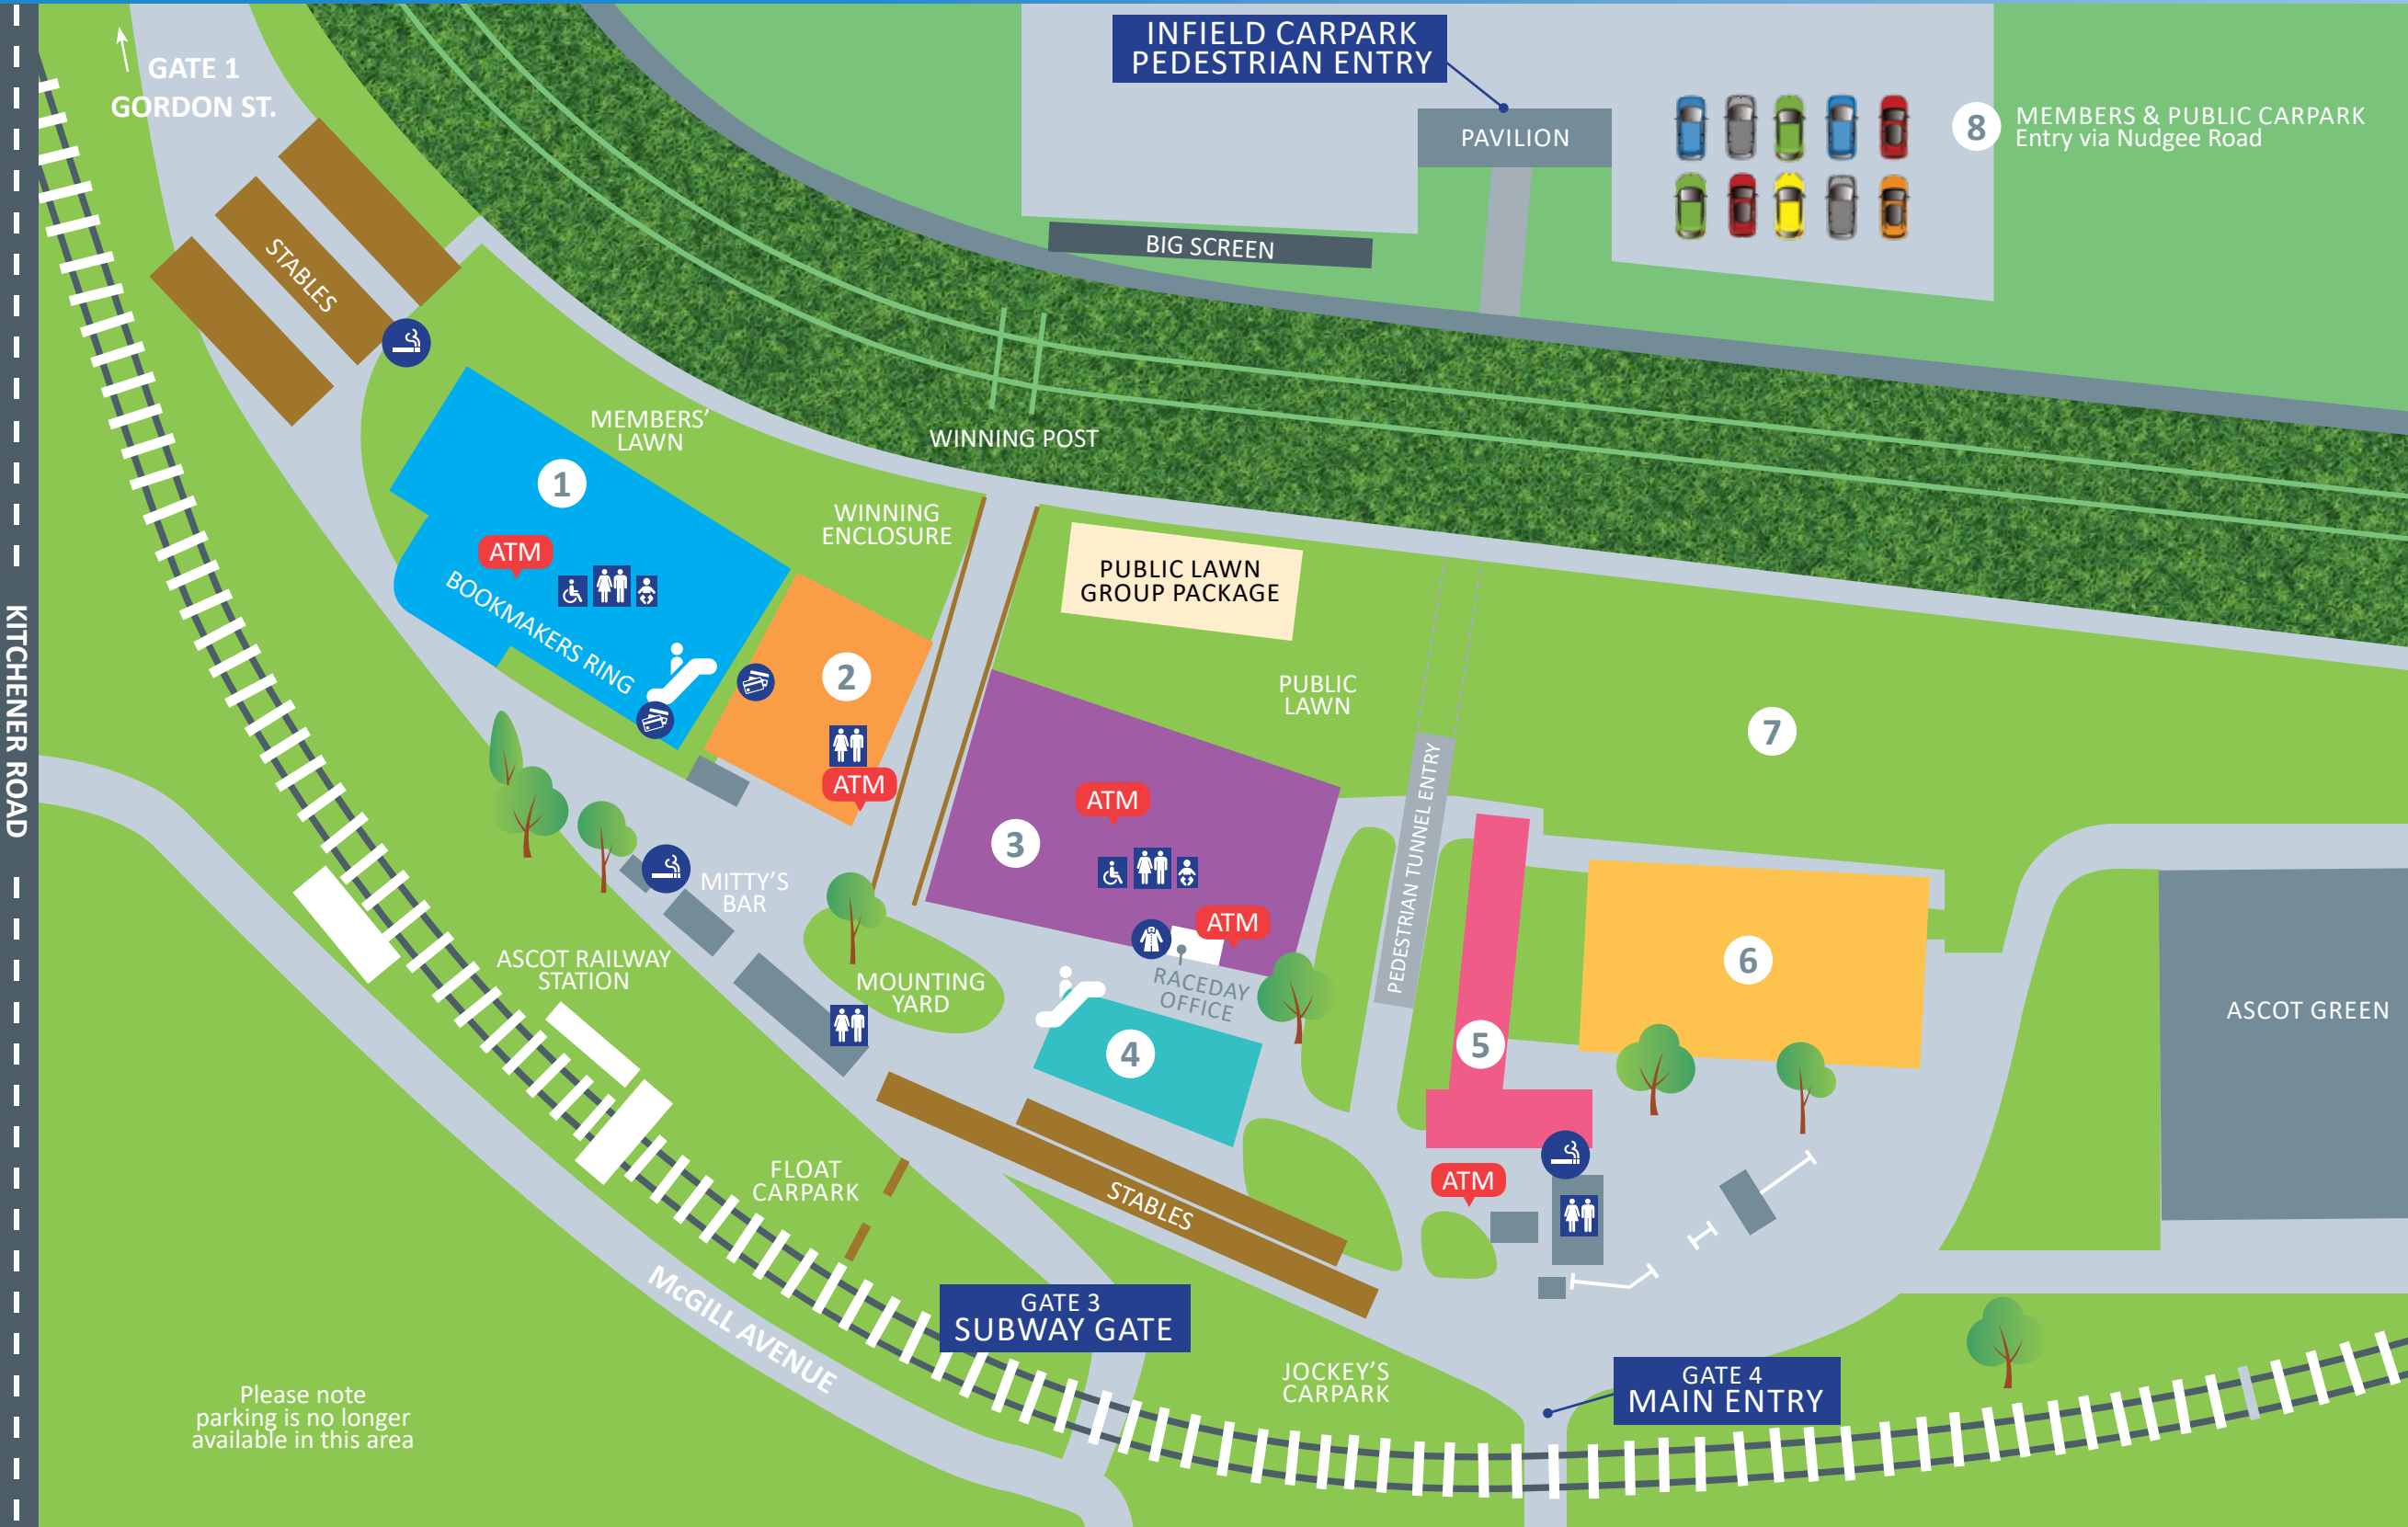 INFIELD CARPARK
PEDESTRIAN ENTRY
GATE 1
GORDON ST.
PAVILION
8
MEMBERS & PUBLIC CARPARK
Entry via Nudgee Road
BIG SCREEN
STABLES
MEMBERS'
LAWN
WINNING POST
1
WINNING
ENCLOSURE
ATM
BOOKMAKERS RING
PUBLIC LAWN
GROUP PACKAGE
KITCHENER ROAD
2
ATM
PUBLIC
LAWN
7
3
ATM
PEDESTRIAN TUNNEL ENTRY
MITTY'S
BAR
ATM
ASCOT RAILWAY
STATION
MOUNTING
YARD
RACEDAY
OFFICE
6
ASCOT GREEN
4
5
FLOAT
CARPARK
STABLES
ATM
McGILL AVENUE
GATE 3
SUBWAY GATE
JOCKEY'S
CARPARK
GATE 4
MAIN ENTRY
Please note
parking is no longer
available in this area